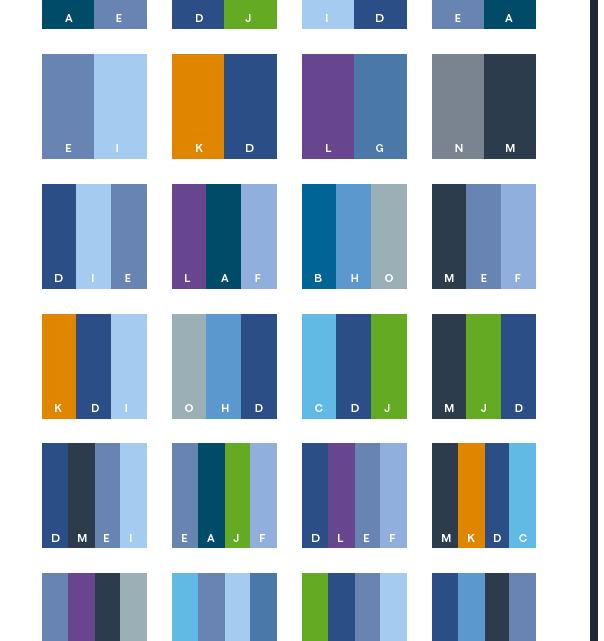 A E D J I D E A
E I K D L G N M
D I E L A F B H O M E F
K D I O H D C D J M J D
D M E I E A J F D L E F M K D C